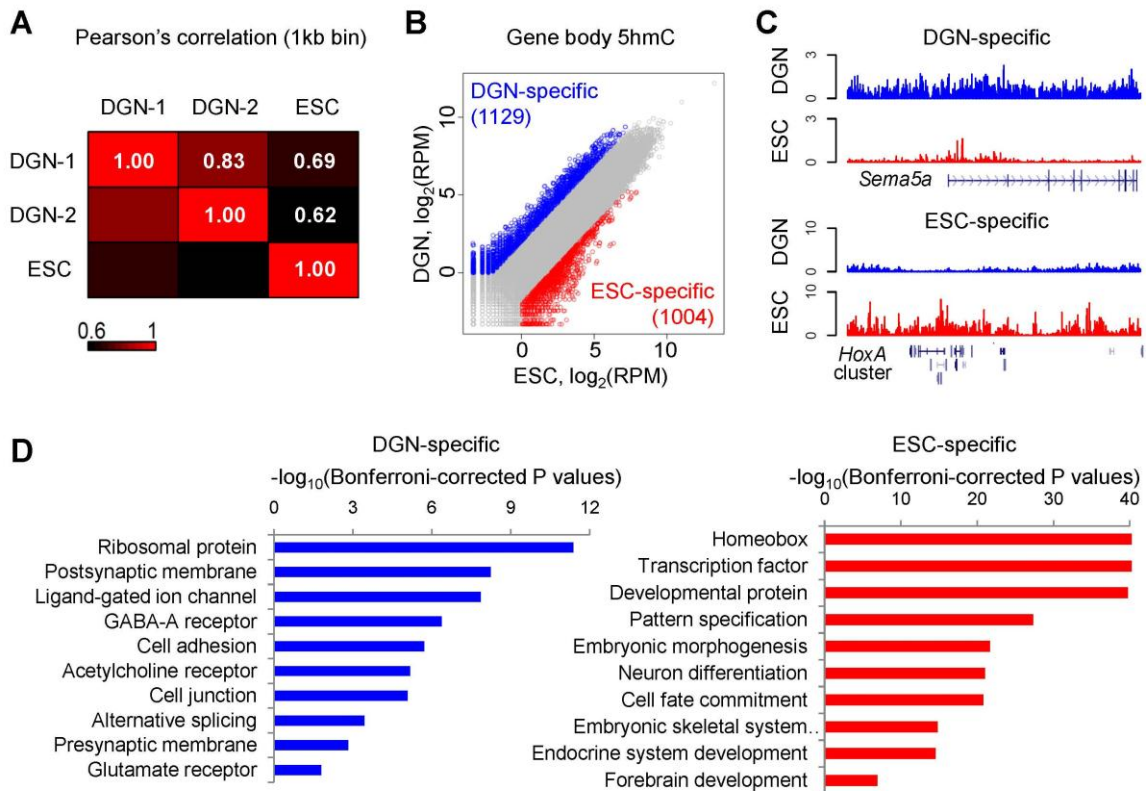 A
Pearson's correlation (1kb bin)
DGN-1 DGN-2 ESC
DGN-1 1.00 0.83 0.69
DGN-2 1.00 0.62
ESC 1.00
0.6 1
B
Gene body 5hmC
DGN-specific
(1129)
10
5
0
DGN, log2(RPM)
ESC-specific
(1004)
0 5 10
ESC, log2(RPM)
C
DGN-specific
DGN
3
0
ESC
3
0
Sema5a
ESC-specific
DGN
10
0
ESC
10
0
HoxA
cluster
D
DGN-specific
-log10(Bonferroni-corrected P values)
0 3 6 9 12
Ribosomal protein
Postsynaptic membrane
Ligand-gated ion channel
GABA-A receptor
Cell adhesion
Acetylcholine receptor
Cell junction
Alternative splicing
Presynaptic membrane
Glutamate receptor
ESC-specific
-log10(Bonferroni-corrected P values)
0 10 20 30 40
Homeobox
Transcription factor
Developmental protein
Pattern specification
Embryonic morphogenesis
Neuron differentiation
Cell fate commitment
Embryonic skeletal system..
Endocrine system development
Forebrain development